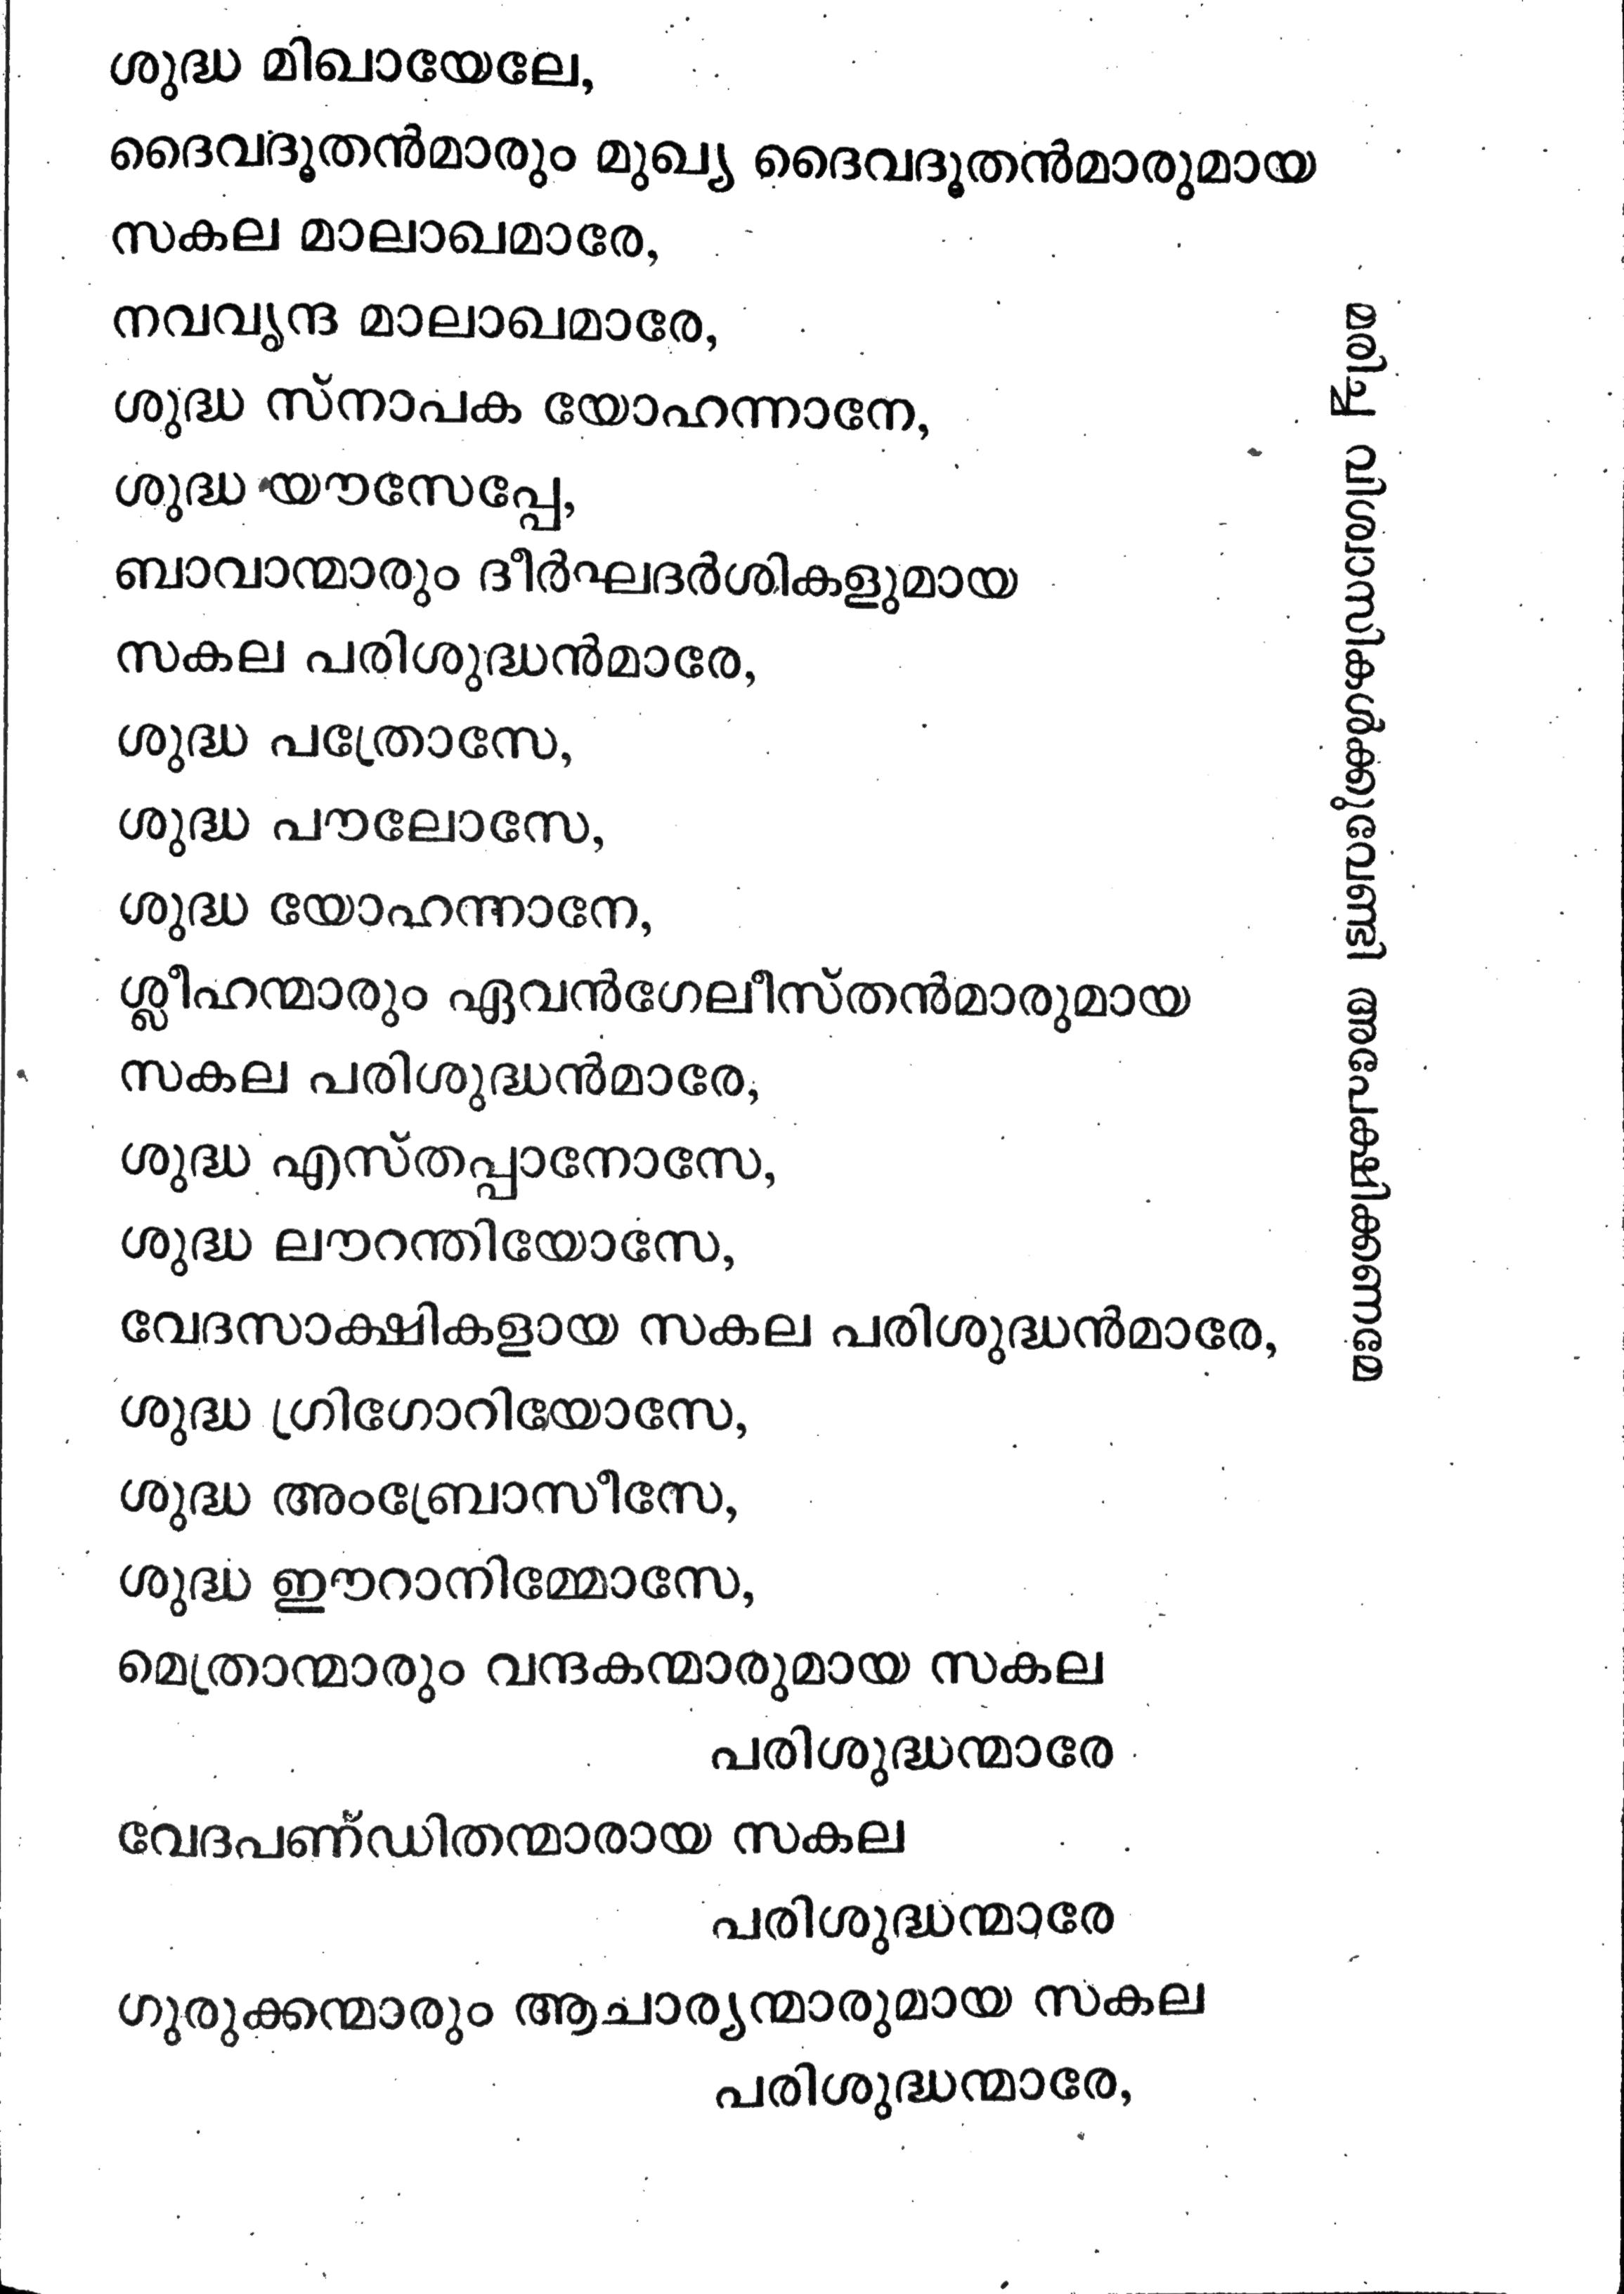 ശുദ്ധ മിഖായേലേ,
ദൈവദൂതൻമാരും മുഖ്യ ദൈവദൂതൻമാരുമായ
സകല മാലാഖമാരേ,
നവവൃന്ദ മാലാഖമാരേ,
ശുദ്ധ സ്നാപക യോഹന്നാനേ,
ശുദ്ധ യൗസേപ്പേ,
ബാവാന്മാരും ദീർഘദർശികളുമായ
സകല പരിശുദ്ധൻമാരേ,
ശുദ്ധ പത്രോസേ,
ശുദ്ധ പൗലോസേ,
ശുദ്ധ യോഹന്നാനേ,
ശ്ലീഹന്മാരും ഏവൻഗേലീസ്തൻമാരുമായ
സകല പരിശുദ്ധൻമാരേ,
ശുദ്ധ എസ്തപ്പാനോസേ,
ശുദ്ധ ലൗറന്തിയോസേ,
വേദസാക്ഷികളായ സകല പരിശുദ്ധൻമാരേ,
ശുദ്ധ ഗ്രിഗോറിയോസേ,
ശുദ്ധ അംബ്രോസീസേ,
ശുദ്ധ ഈറാനിമ്മോസേ,
മെത്രാന്മാരും വന്ദകന്മാരുമായ സകല
പരിശുദ്ധന്മാരേ
വേദപണ്ഡിതന്മാരായ സകല
പരിശുദ്ധന്മാരേ
ഗുരുക്കന്മാരും ആചാര്യന്മാരുമായ സകല
പരിശുദ്ധന്മാരേ,
മരിച്ച വിശ്വാസികൾക്കുവേണ്ടി അപേക്ഷിക്കണമേ